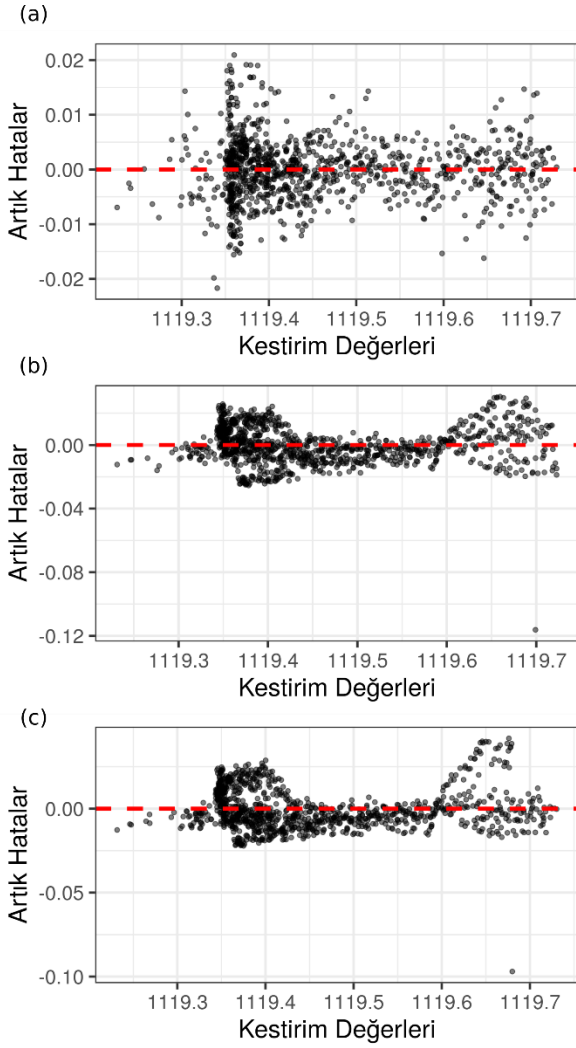 (a)
Artık Hatalar
0.02
0.01
0.00
-0.01
-0.02
1119.3 1119.4 1119.5 1119.6 1119.7
Kestirim Değerleri
(b)
Artık Hatalar
0.00
-0.04
-0.08
-0.12
1119.3 1119.4 1119.5 1119.6 1119.7
Kestirim Değerleri
(c)
Artık Hatalar
0.00
-0.05
-0.10
1119.3 1119.4 1119.5 1119.6 1119.7
Kestirim Değerleri